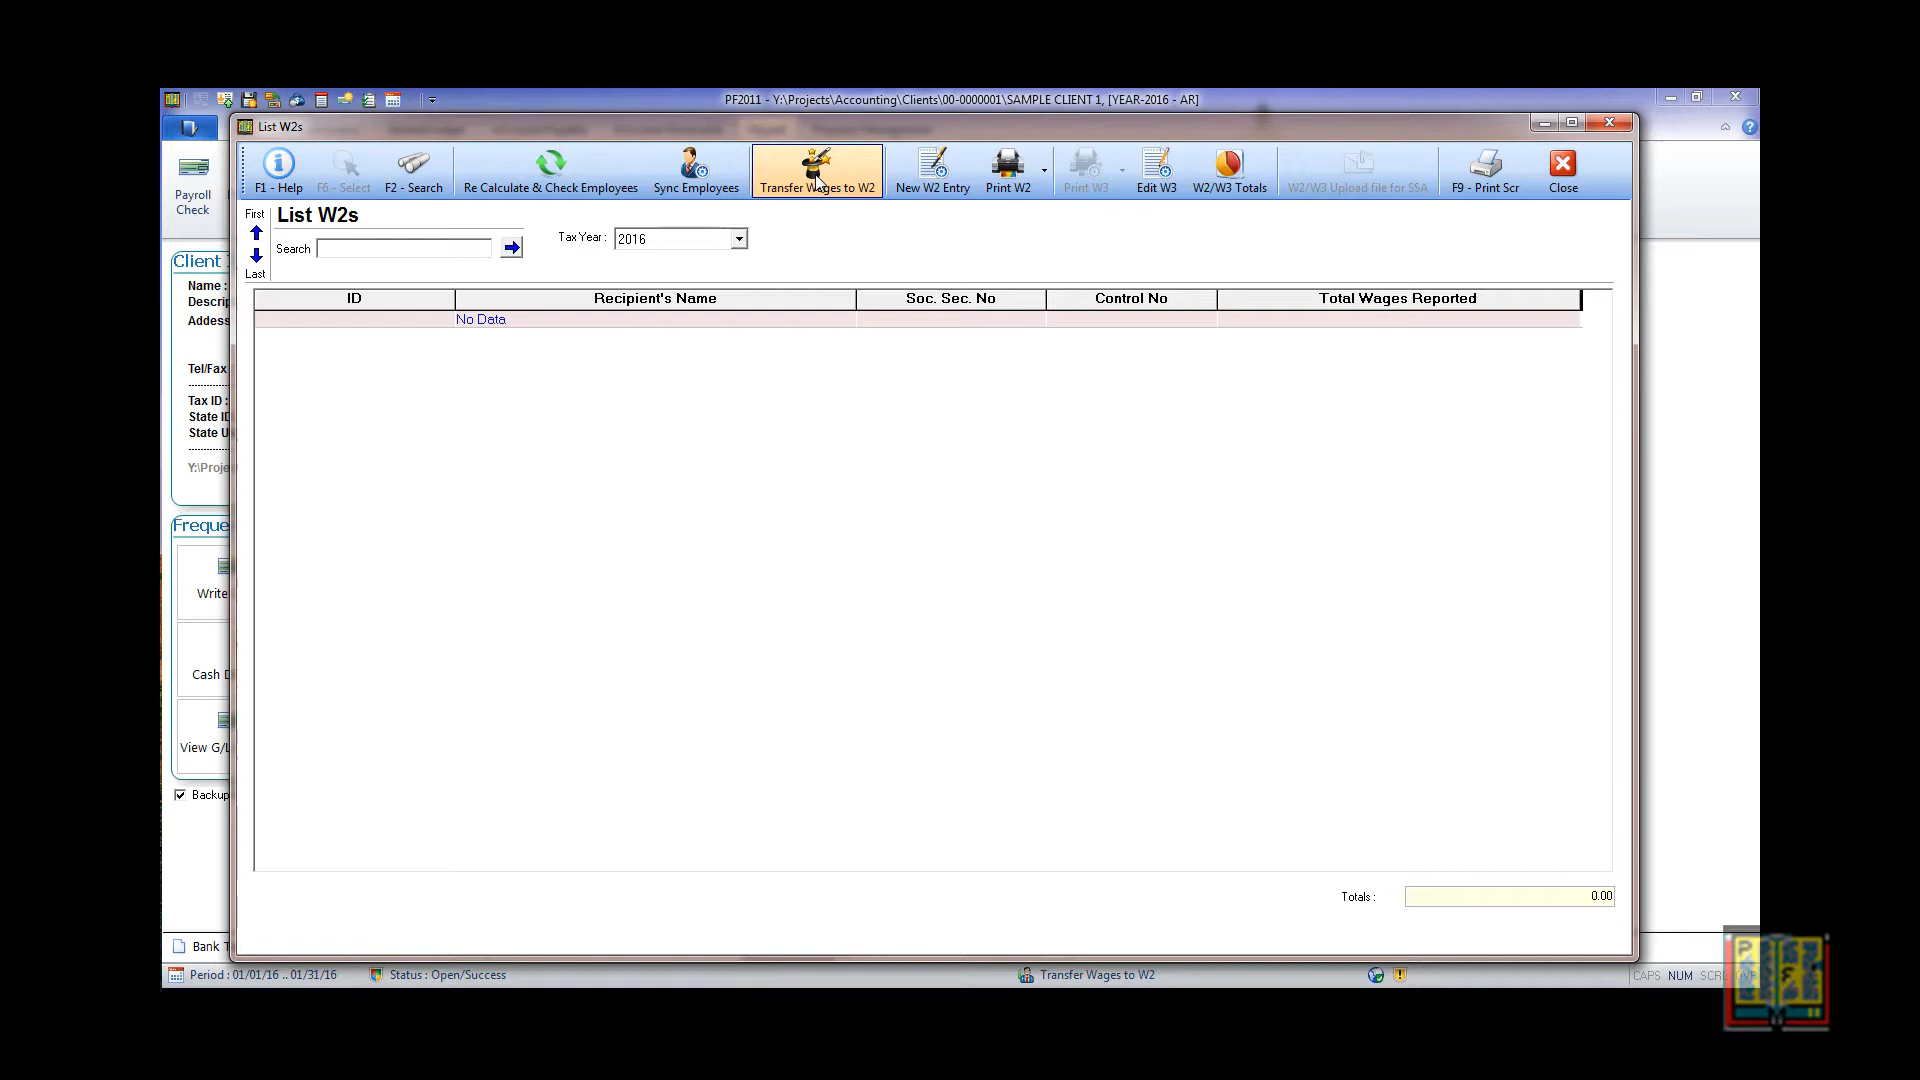 PF2011 - Y:\Projects\Accounting\Clients\00-0000001\SAMPLE CLIENT 1, [YEAR-2016 - AR]
List W2s
F1 - Help
F6 - Select
F2 - Search
Re Calculate & Check Employees
Sync Employees
Transfer Wages to W2
New W2 Entry
Print W2
Print W3
Edit W3
W2/W3 Totals
W2/W3 Upload file for SSA
F9 - Print Scr
Close
Payroll
Check
First
Last
List W2s
Search
Tax Year : 2016
ID Recipient's Name Soc. Sec. No Control No Total Wages Reported
No Data
Client
Name :
Descrip
Addess
Tel/Fax
Tax ID :
State ID
State U
Y:\Proje
Freque
Write
Cash D
View G/L
Backup
Totals : 0.00
Bank T
Period : 01/01/16 .. 01/31/16
Status : Open/Success
Transfer Wages to W2
CAPS NUM SCRL OVR